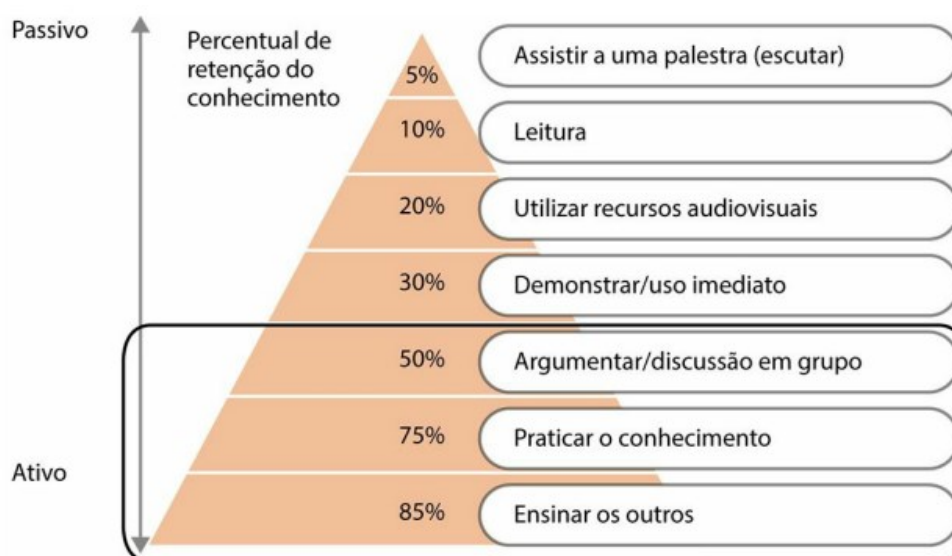 Passivo
Percentual de
retenção do
conhecimento
5%
Assistir a uma palestra (escutar)
10%
Leitura
20%
Utilizar recursos audiovisuais
30%
Demonstrar/uso imediato
50%
Argumentar/discussão em grupo
75%
Praticar o conhecimento
Ativo
85%
Ensinar os outros